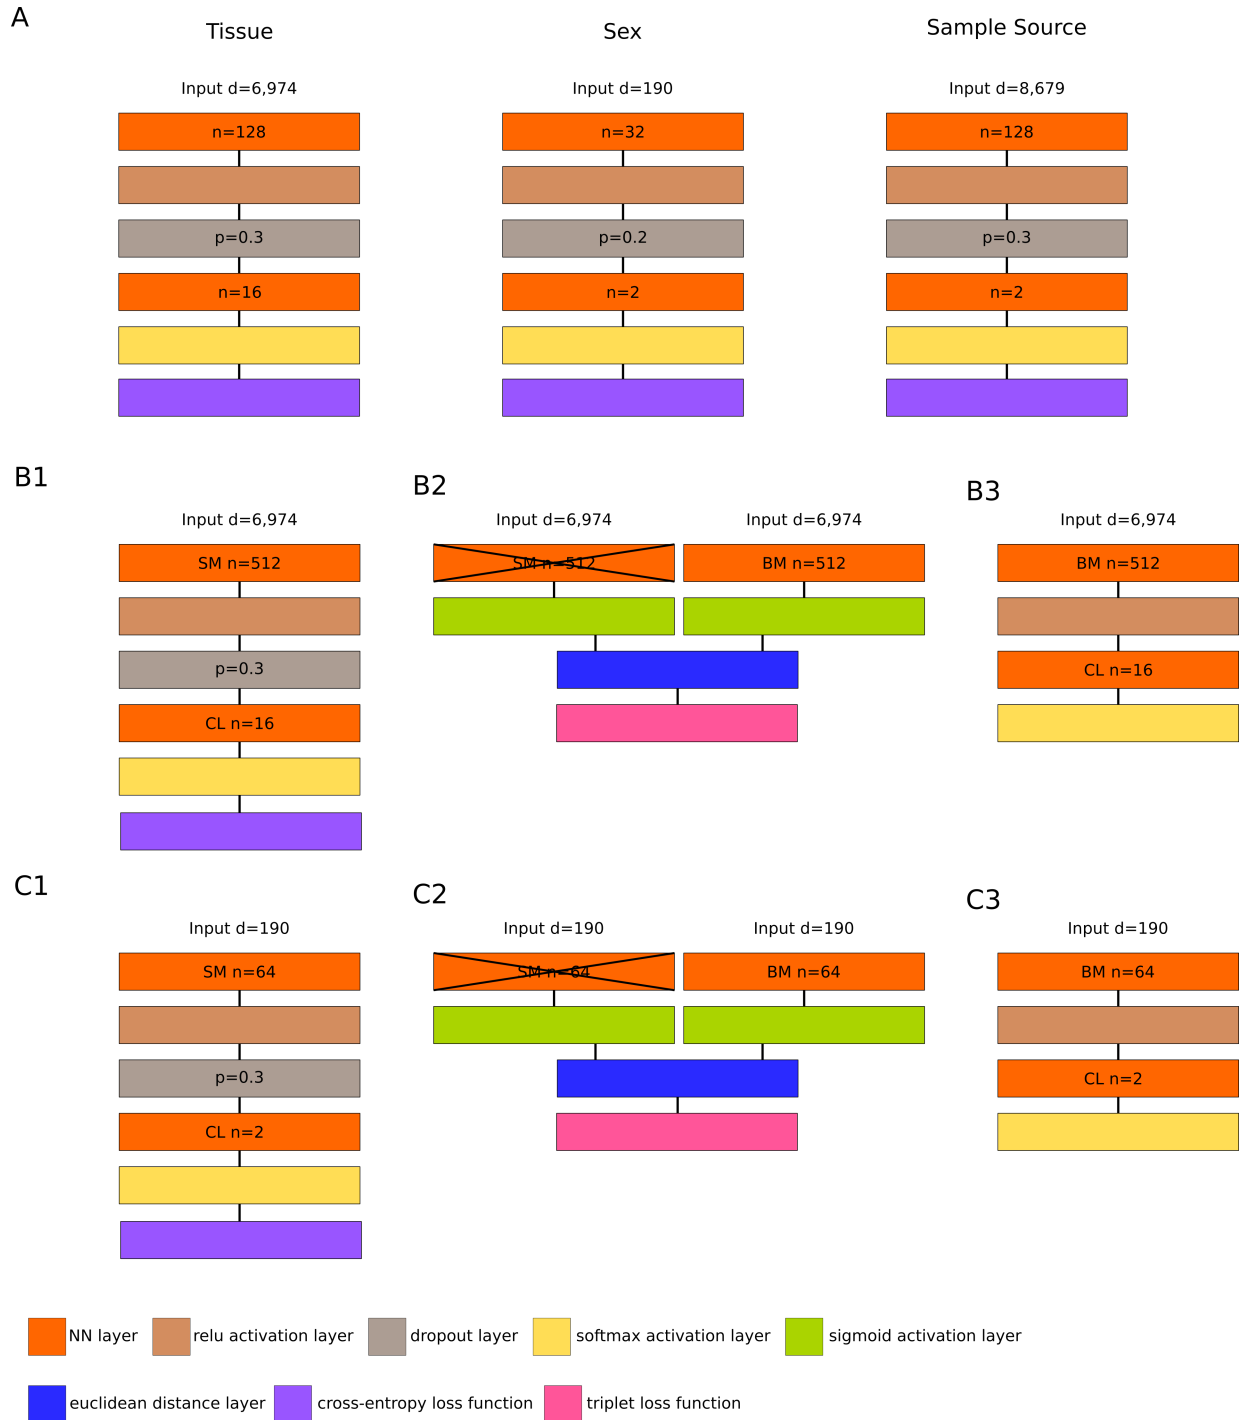 A
Tissue
Sex
Sample Source
Input d=6,974
Input d=190
Input d=8,679
n=128
n=32
n=128
p=0.3
p=0.2
p=0.3
n=16
n=2
n=2
B1
B2
B3
Input d=6,974
Input d=6,974
Input d=6,974
Input d=6,974
SM n=512
SM n=512
BM n=512
BM n=512
p=0.3
CL n=16
CL n=16
C1
C2
C3
Input d=190
Input d=190
Input d=190
Input d=190
SM n=64
SM n=64
BM n=64
BM n=64
p=0.3
CL n=2
CL n=2
NN layer
relu activation layer
dropout layer
softmax activation layer
sigmoid activation layer
euclidean distance layer
cross-entropy loss function
triplet loss function